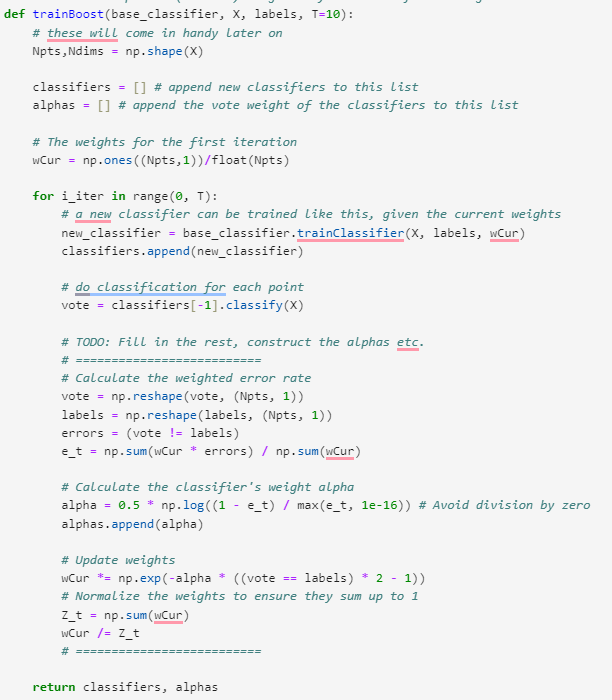 def trainBoost(base_classifier, X, labels, T=10):
    # these will come in handy later on
    Npts,Ndims = np.shape(X)

    classifiers = [] # append new classifiers to this list
    alphas = [] # append the vote weight of the classifiers to this list

    # The weights for the first iteration
    wCur = np.ones((Npts,1))/float(Npts)

    for i_iter in range(0, T):
        # a new classifier can be trained like this, given the current weights
        new_classifier = base_classifier.trainClassifier(X, labels, wCur)
        classifiers.append(new_classifier)

        # do classification for each point
        vote = classifiers[-1].classify(X)

        # TODO: Fill in the rest, construct the alphas etc.
        # ==========================
        # Calculate the weighted error rate
        vote = np.reshape(vote, (Npts, 1))
        labels = np.reshape(labels, (Npts, 1))
        errors = (vote != labels)
        e_t = np.sum(wCur * errors) / np.sum(wCur)

        # Calculate the classifier's weight alpha
        alpha = 0.5 * np.log((1 - e_t) / max(e_t, 1e-16)) # Avoid division by zero
        alphas.append(alpha)

        # Update weights
        wCur *= np.exp(-alpha * ((vote == labels) * 2 - 1))
        # Normalize the weights to ensure they sum up to 1
        Z_t = np.sum(wCur)
        wCur /= Z_t
        # ==========================

    return classifiers, alphas